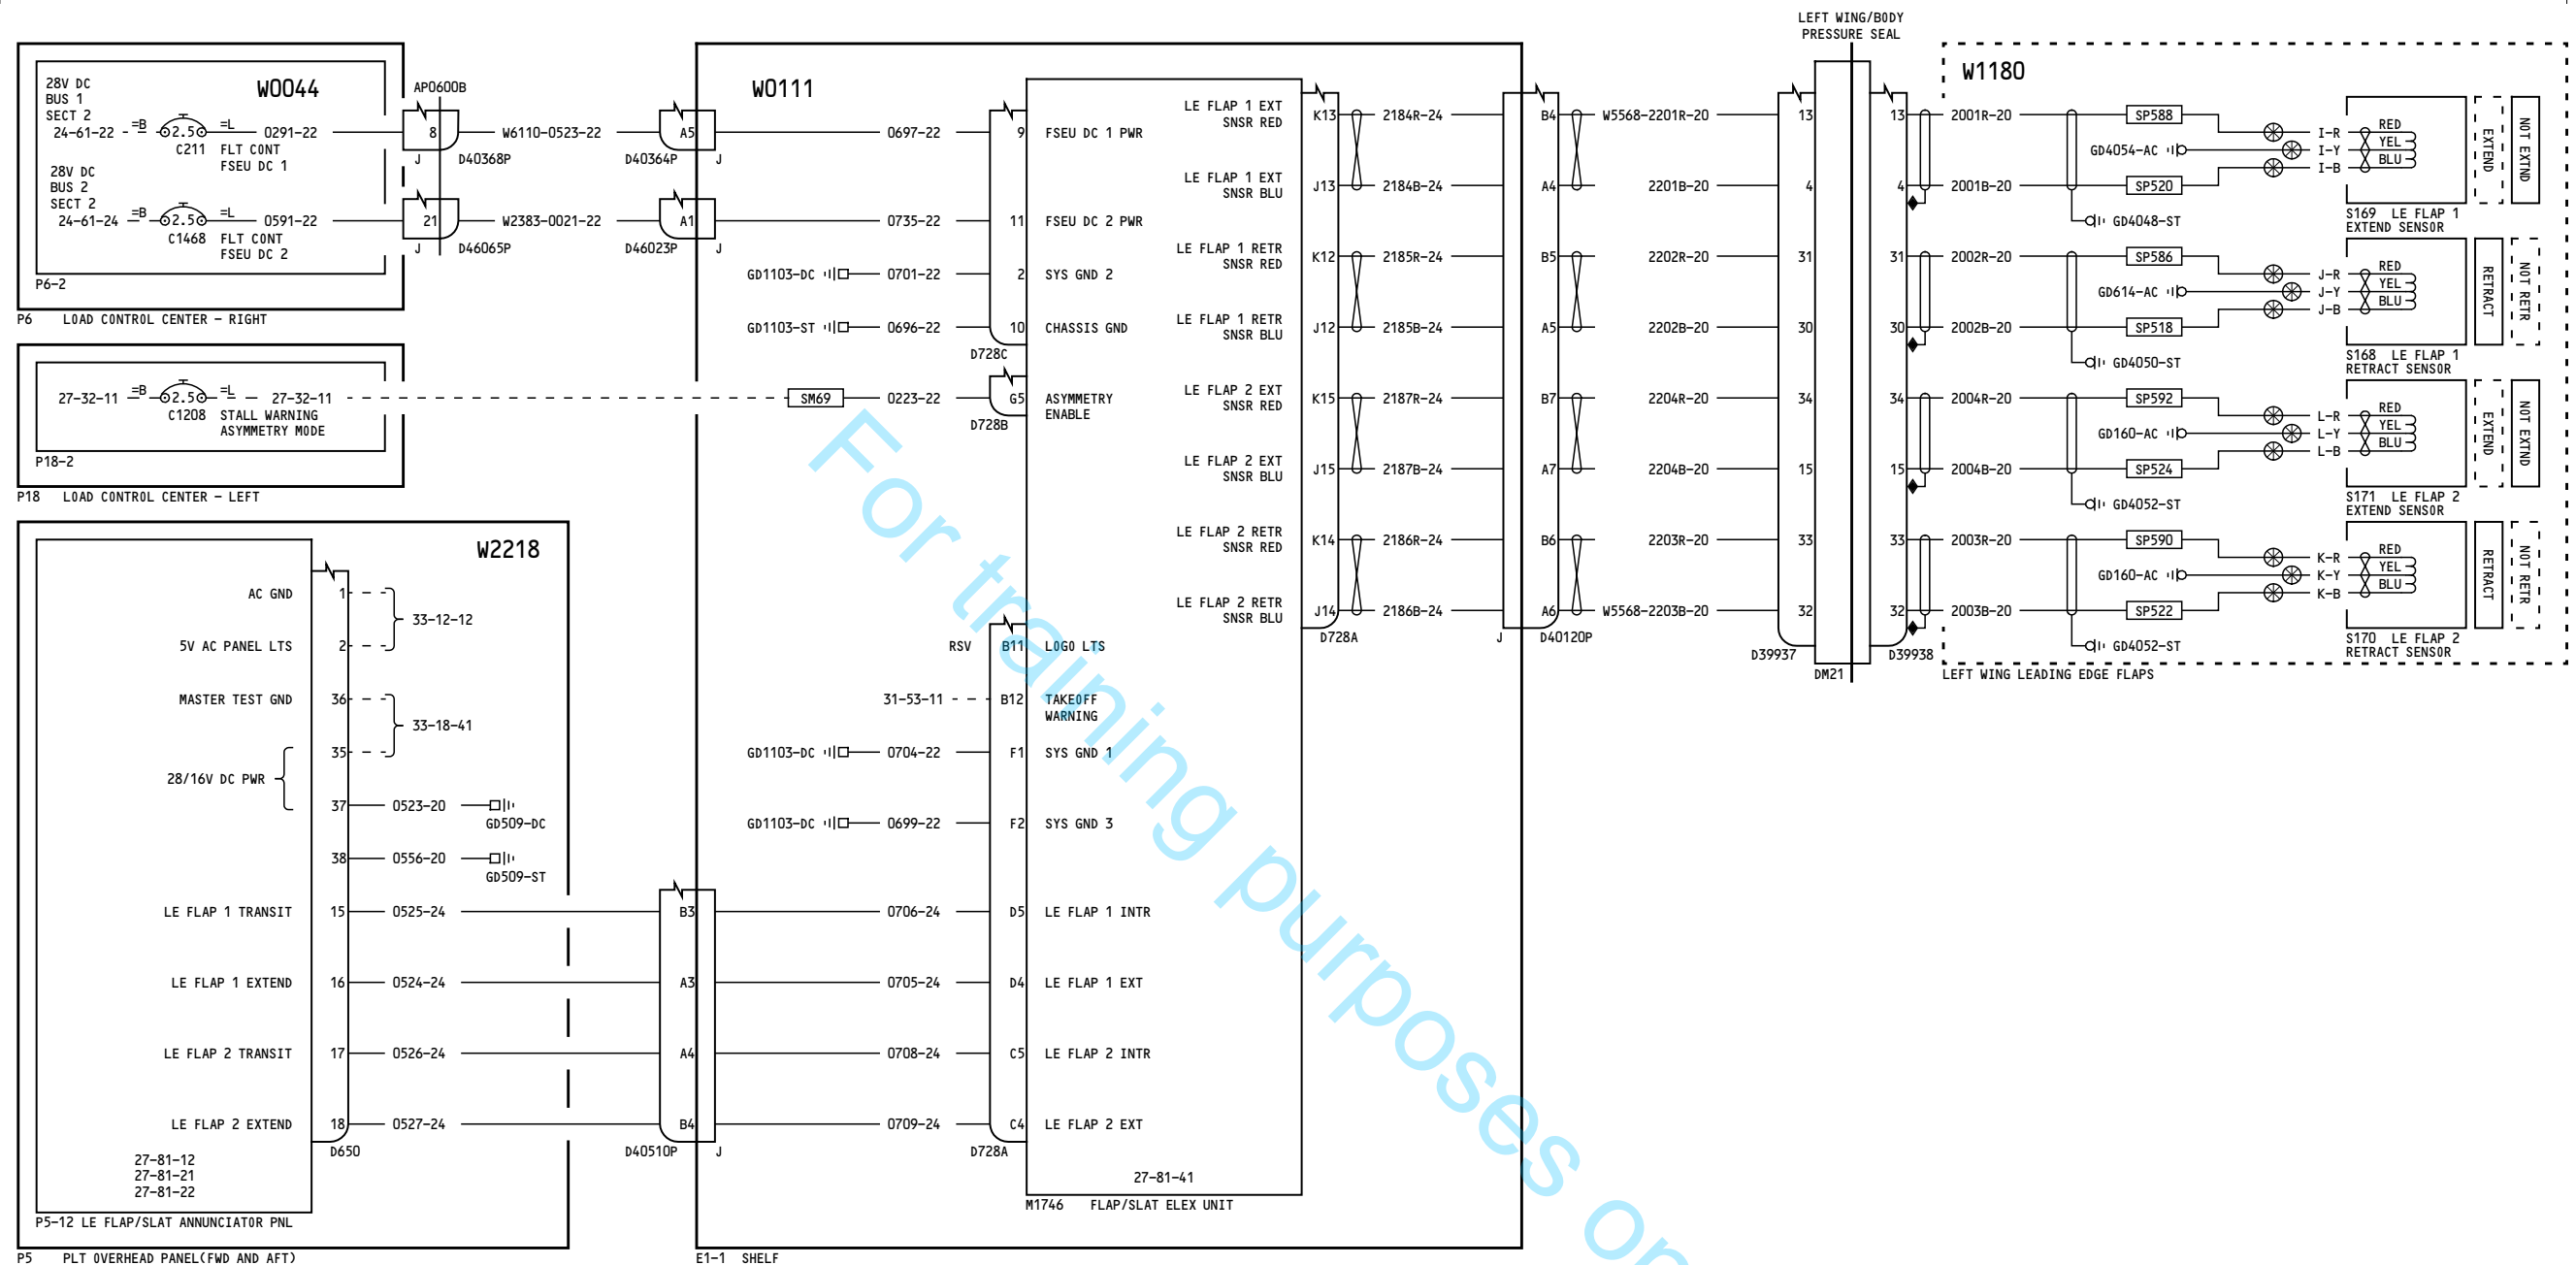 LEFT WING/BODY
PRESSURE SEAL
28V DC
BUS 1
SECT 2
W0044
24-61-22
=B
2.5
=L
0291-22
C211
FLT CONT
FSEU DC 1
28V DC
BUS 2
SECT 2
24-61-24
=B
2.5
=L
0591-22
C1468
FLT CONT
FSEU DC 2
P6-2
P6 LOAD CONTROL CENTER - RIGHT
AP0600B
8
J
D40368P
W6110-0523-22
A5
D40364P
J
21
J
D46065P
W2383-0021-22
A1
D46023P
J
27-32-11
=B
2.5
=L
27-32-11
C1208
STALL WARNING
ASYMMETRY MODE
P18-2
P18 LOAD CONTROL CENTER - LEFT
W2218
AC GND
1
33-12-12
5V AC PANEL LTS
2
MASTER TEST GND
36
33-18-41
35
28/16V DC PWR
37
0523-20
GD509-DC
38
0556-20
GD509-ST
LE FLAP 1 TRANSIT
15
0525-24
LE FLAP 1 EXTEND
16
0524-24
LE FLAP 2 TRANSIT
17
0526-24
LE FLAP 2 EXTEND
18
0527-24
D650
27-81-12
27-81-21
27-81-22
P5-12 LE FLAP/SLAT ANNUNCIATOR PNL
P5 PLT OVERHEAD PANEL(FWD AND AFT)
W0111
0697-22
9
FSEU DC 1 PWR
0735-22
11
FSEU DC 2 PWR
GD1103-DC
0701-22
2
SYS GND 2
GD1103-ST
0696-22
10
CHASSIS GND
D728C
SM69
0223-22
G5
ASYMMETRY
ENABLE
D728B
RSV
B11
LOGO LTS
31-53-11
B12
TAKEOFF
WARNING
GD1103-DC
0704-22
F1
SYS GND 1
GD1103-DC
0699-22
F2
SYS GND 3
B3
0706-24
D5
LE FLAP 1 INTR
A3
0705-24
D4
LE FLAP 1 EXT
A4
0708-24
C5
LE FLAP 2 INTR
B4
0709-24
C4
LE FLAP 2 EXT
D40510P
J
D728A
27-81-41
M1746 FLAP/SLAT ELEX UNIT
E1-1 SHELF
LE FLAP 1 EXT
SNSR RED
K13
2184R-24
B4
W5568-2201R-20
13
LE FLAP 1 EXT
SNSR BLU
J13
2184B-24
A4
2201B-20
4
LE FLAP 1 RETR
SNSR RED
K12
2185R-24
B5
2202R-20
31
LE FLAP 1 RETR
SNSR BLU
J12
2185B-24
A5
2202B-20
30
LE FLAP 2 EXT
SNSR RED
K15
2187R-24
B7
2204R-20
34
LE FLAP 2 EXT
SNSR BLU
J15
2187B-24
A7
2204B-20
15
LE FLAP 2 RETR
SNSR RED
K14
2186R-24
B6
2203R-20
33
LE FLAP 2 RETR
SNSR BLU
J14
2186B-24
A6
W5568-2203B-20
32
D728A
J
D40120P
D39937
DM21
D39938
W1180
13
2001R-20
SP588
GD4054-AC
4
2001B-20
SP520
GD4048-ST
I-R
I-Y
I-B
RED
YEL
BLU
EXTEND
NOT EXTND
S169 LE FLAP 1
EXTEND SENSOR
31
2002R-20
SP586
GD614-AC
30
2002B-20
SP518
GD4050-ST
J-R
J-Y
J-B
RED
YEL
BLU
RETRACT
NOT RETR
S168 LE FLAP 1
RETRACT SENSOR
34
2004R-20
SP592
GD160-AC
15
2004B-20
SP524
GD4052-ST
L-R
L-Y
L-B
RED
YEL
BLU
EXTEND
NOT EXTND
S171 LE FLAP 2
EXTEND SENSOR
33
2003R-20
SP590
GD160-AC
32
2003B-20
SP522
GD4052-ST
K-R
K-Y
K-B
RED
YEL
BLU
RETRACT
NOT RETR
S170 LE FLAP 2
RETRACT SENSOR
LEFT WING LEADING EDGE FLAPS
For training purposes